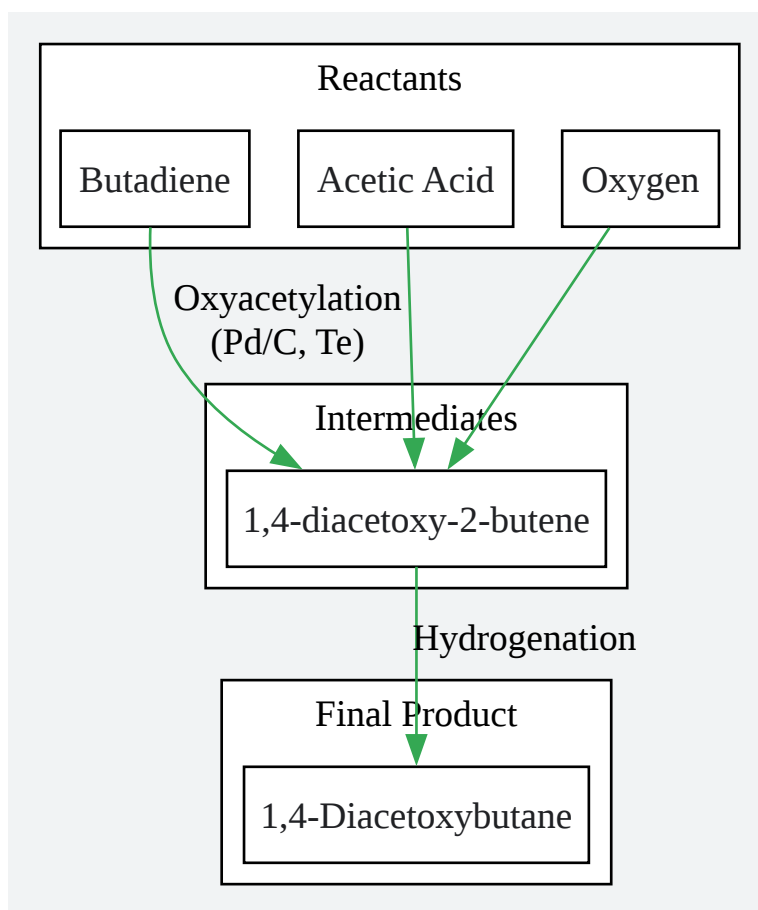 Reactants
Butadiene
Acetic Acid
Oxygen
Oxyacetylation
(Pd/C, Te)
Intermediates
1,4-diacetoxy-2-butene
Hydrogenation
Final Product
1,4-Diacetoxybutane